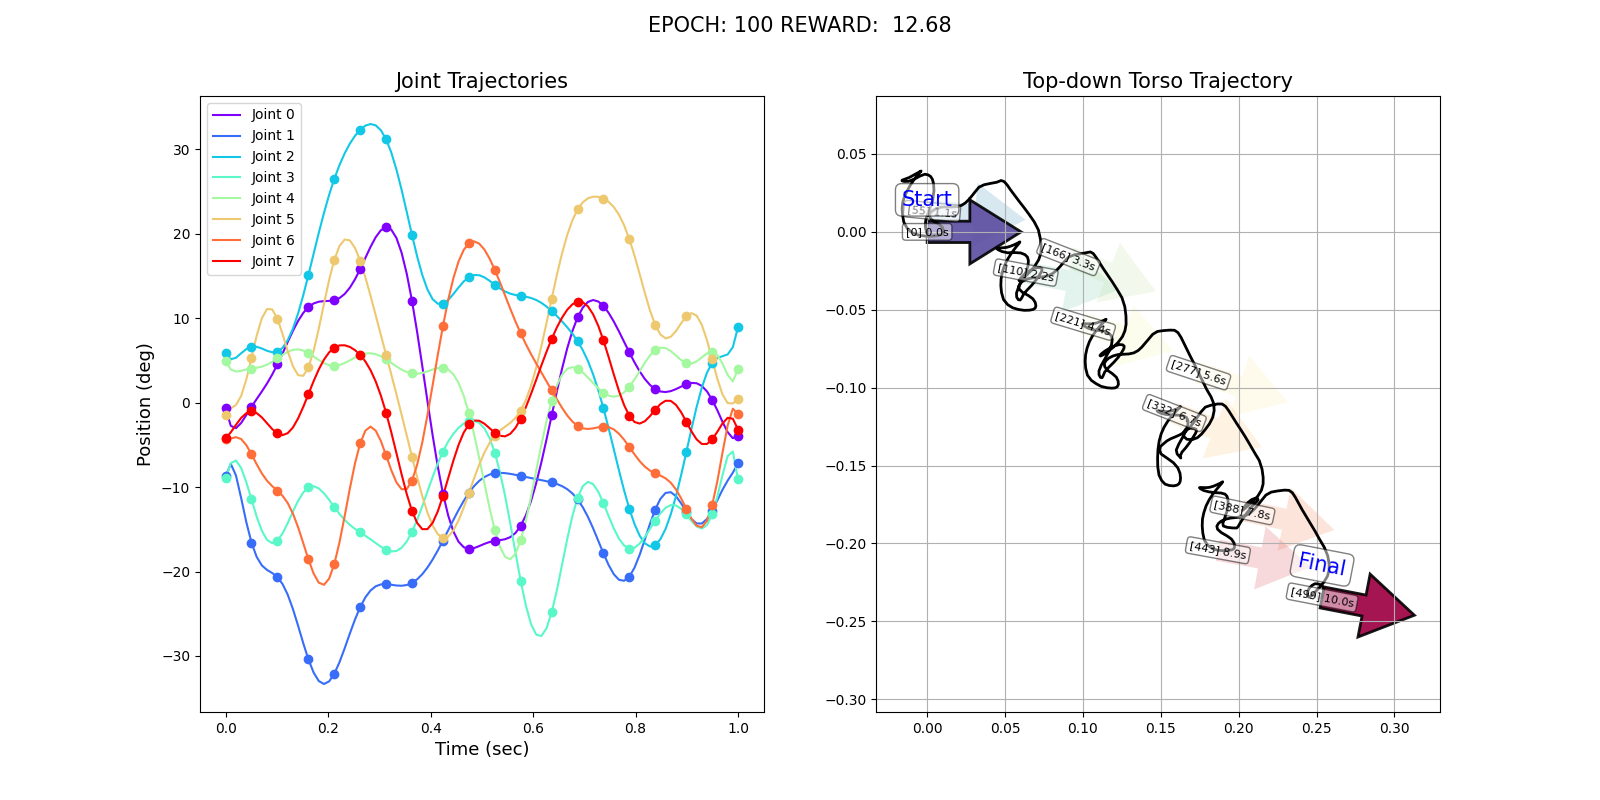 EPOCH: 100 REWARD:  12.68
Joint Trajectories
Joint 0
Joint 1
Joint 2
Joint 3
Joint 4
Joint 5
Joint 6
Joint 7
30
20
10
0
−10
−20
−30
Position (deg)
0.0
0.2
0.4
0.6
0.8
1.0
Time (sec)
Top-down Torso Trajectory
0.05
0.00
−0.05
−0.10
−0.15
−0.20
−0.25
−0.30
Start
[55] 1.1s
[0] 0.0s
[166] 3.3s
[110] 2.2s
[221] 4.4s
[277] 5.6s
[332] 6.7s
[388] 7.8s
[443] 8.9s
Final
[499] 10.0s
0.00
0.05
0.10
0.15
0.20
0.25
0.30